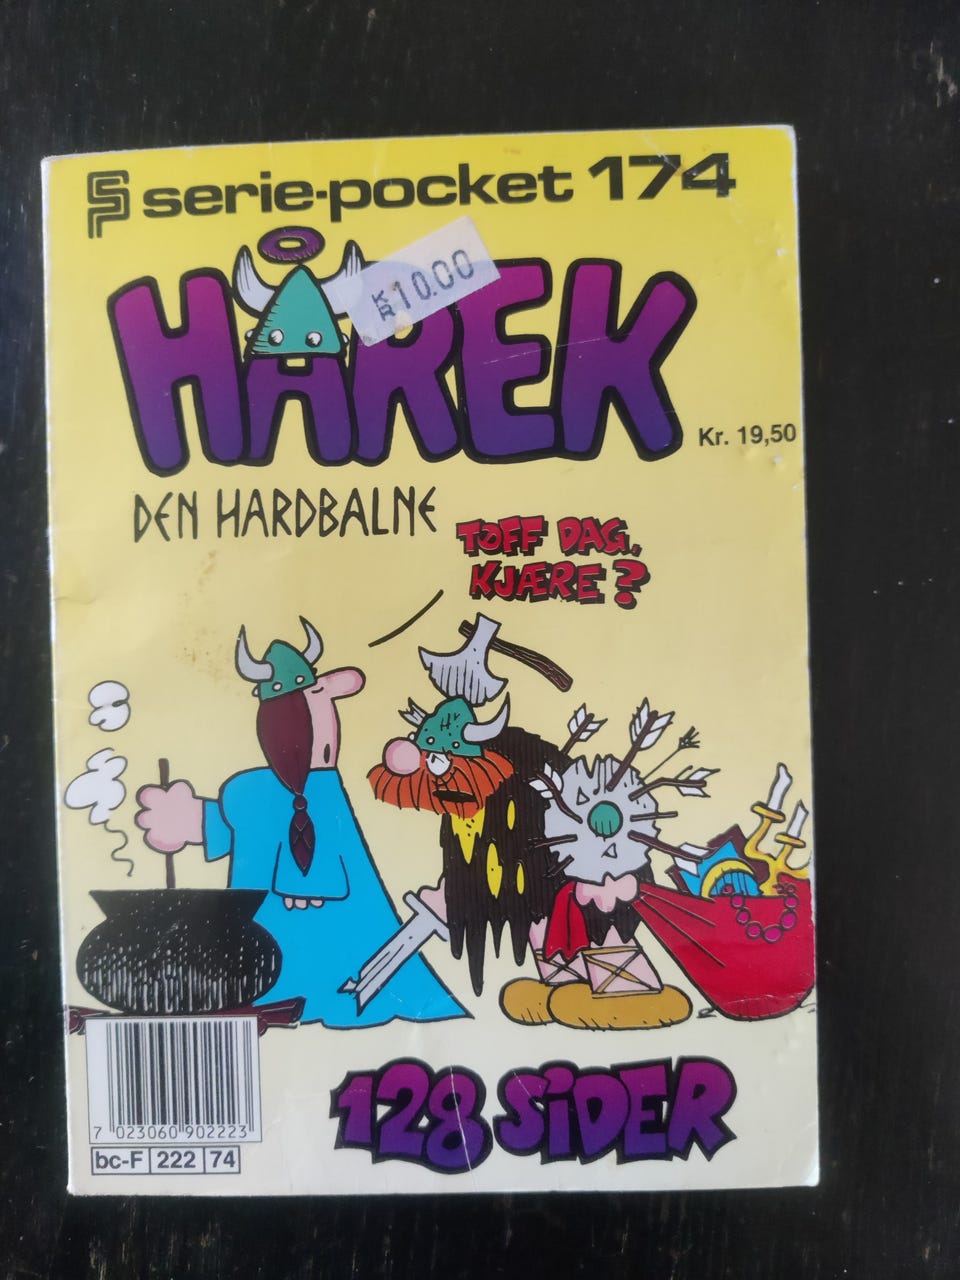 serie-pocket 174
KR 10.00
HÅREK
Kr. 19,50
DEN HARDBALNE
TØFF DAG,
KJÆRE?
128 SiDER
7 023060 902223
bc-F 222 74